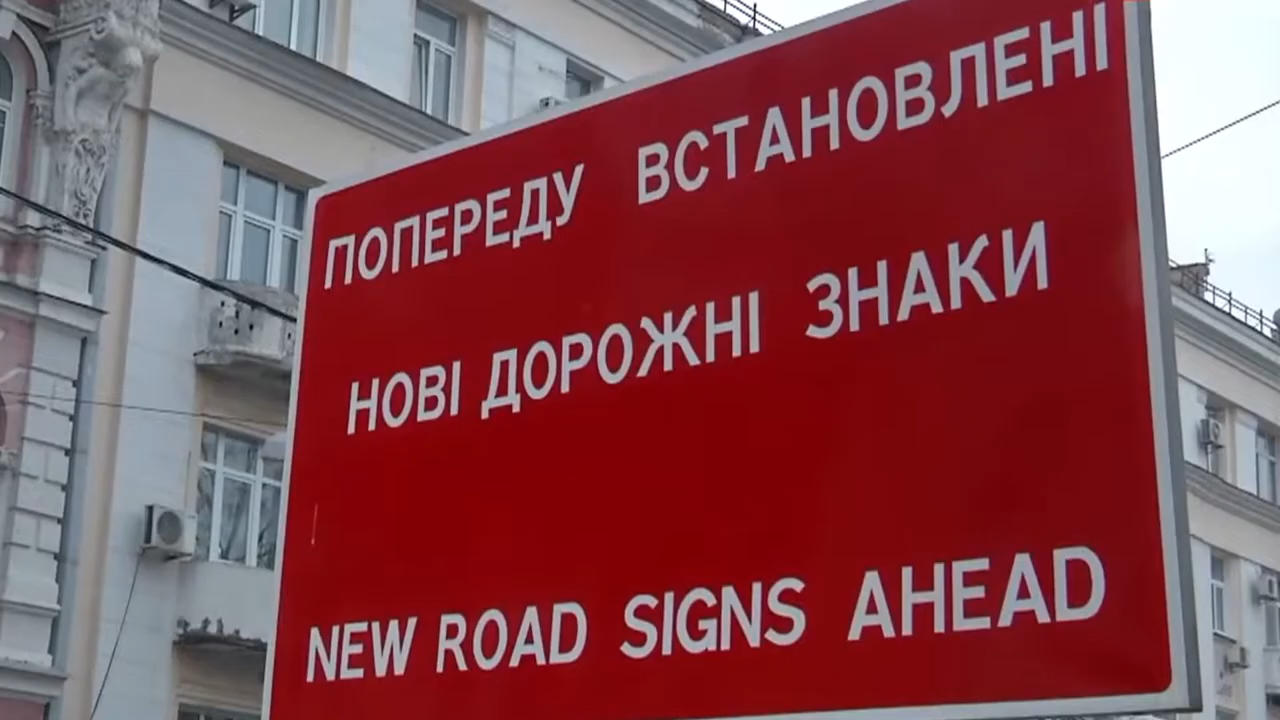 ПОПЕРЕДУ ВСТАНОВЛЕНІ
НОВІ ДОРОЖНІ ЗНАКИ
NEW ROAD SIGNS AHEAD